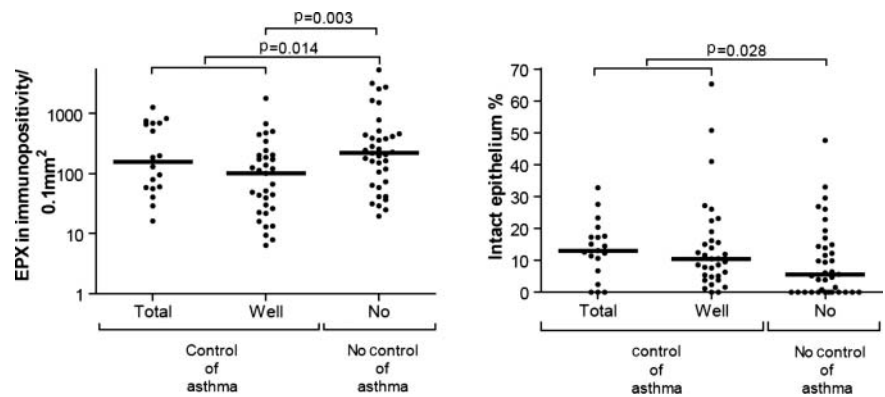 p=0.003
p=0.014
EPX in immunopositivity/
0.1mm²
1000
100
10
1
Total Well No
Control
of
asthma
No control
of
asthma
p=0.028
Intact epithelium %
70
60
50
40
30
20
10
0
Total Well No
control
of
asthma
No control
of
asthma